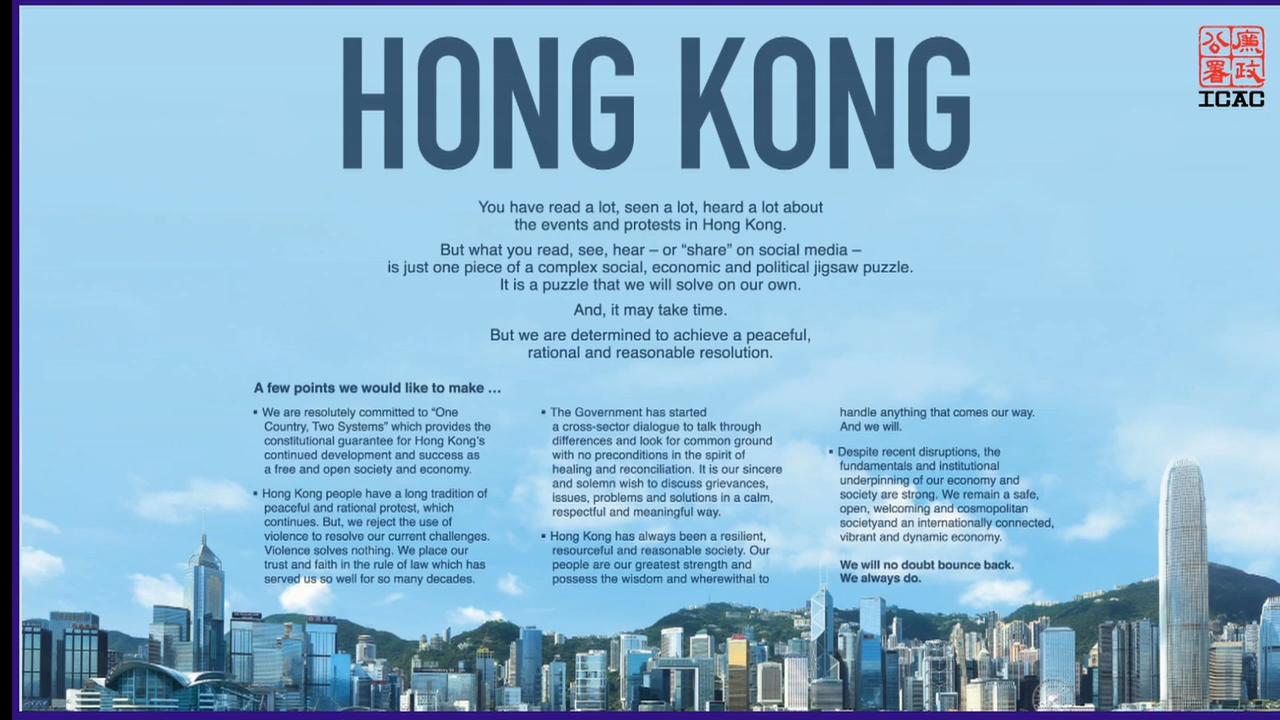 HONG KONG
廉政公署
ICAC
You have read a lot, seen a lot, heard a lot about
the events and protests in Hong Kong.
But what you read, see, hear – or “share” on social media –
is just one piece of a complex social, economic and political jigsaw puzzle.
It is a puzzle that we will solve on our own.
And, it may take time.
But we are determined to achieve a peaceful,
rational and reasonable resolution.
A few points we would like to make …
▪ We are resolutely committed to “One
Country, Two Systems” which provides the
constitutional guarantee for Hong Kong’s
continued development and success as
a free and open society and economy.
▪ Hong Kong people have a long tradition of
peaceful and rational protest, which
continues. But, we reject the use of
violence to resolve our current challenges.
Violence solves nothing. We place our
trust and faith in the rule of law which has
served us so well for so many decades.
▪ The Government has started
a cross-sector dialogue to talk through
differences and look for common ground
with no preconditions in the spirit of
healing and reconciliation. It is our sincere
and solemn wish to discuss grievances,
issues, problems and solutions in a calm,
respectful and meaningful way.
▪ Hong Kong has always been a resilient,
resourceful and reasonable society. Our
people are our greatest strength and
possess the wisdom and wherewithal to
handle anything that comes our way.
And we will.
▪ Despite recent disruptions, the
fundamentals and institutional
underpinning of our economy and
society are strong. We remain a safe,
open, welcoming and cosmopolitan
societyand an internationally connected,
vibrant and dynamic economy.
We will no doubt bounce back.
We always do.